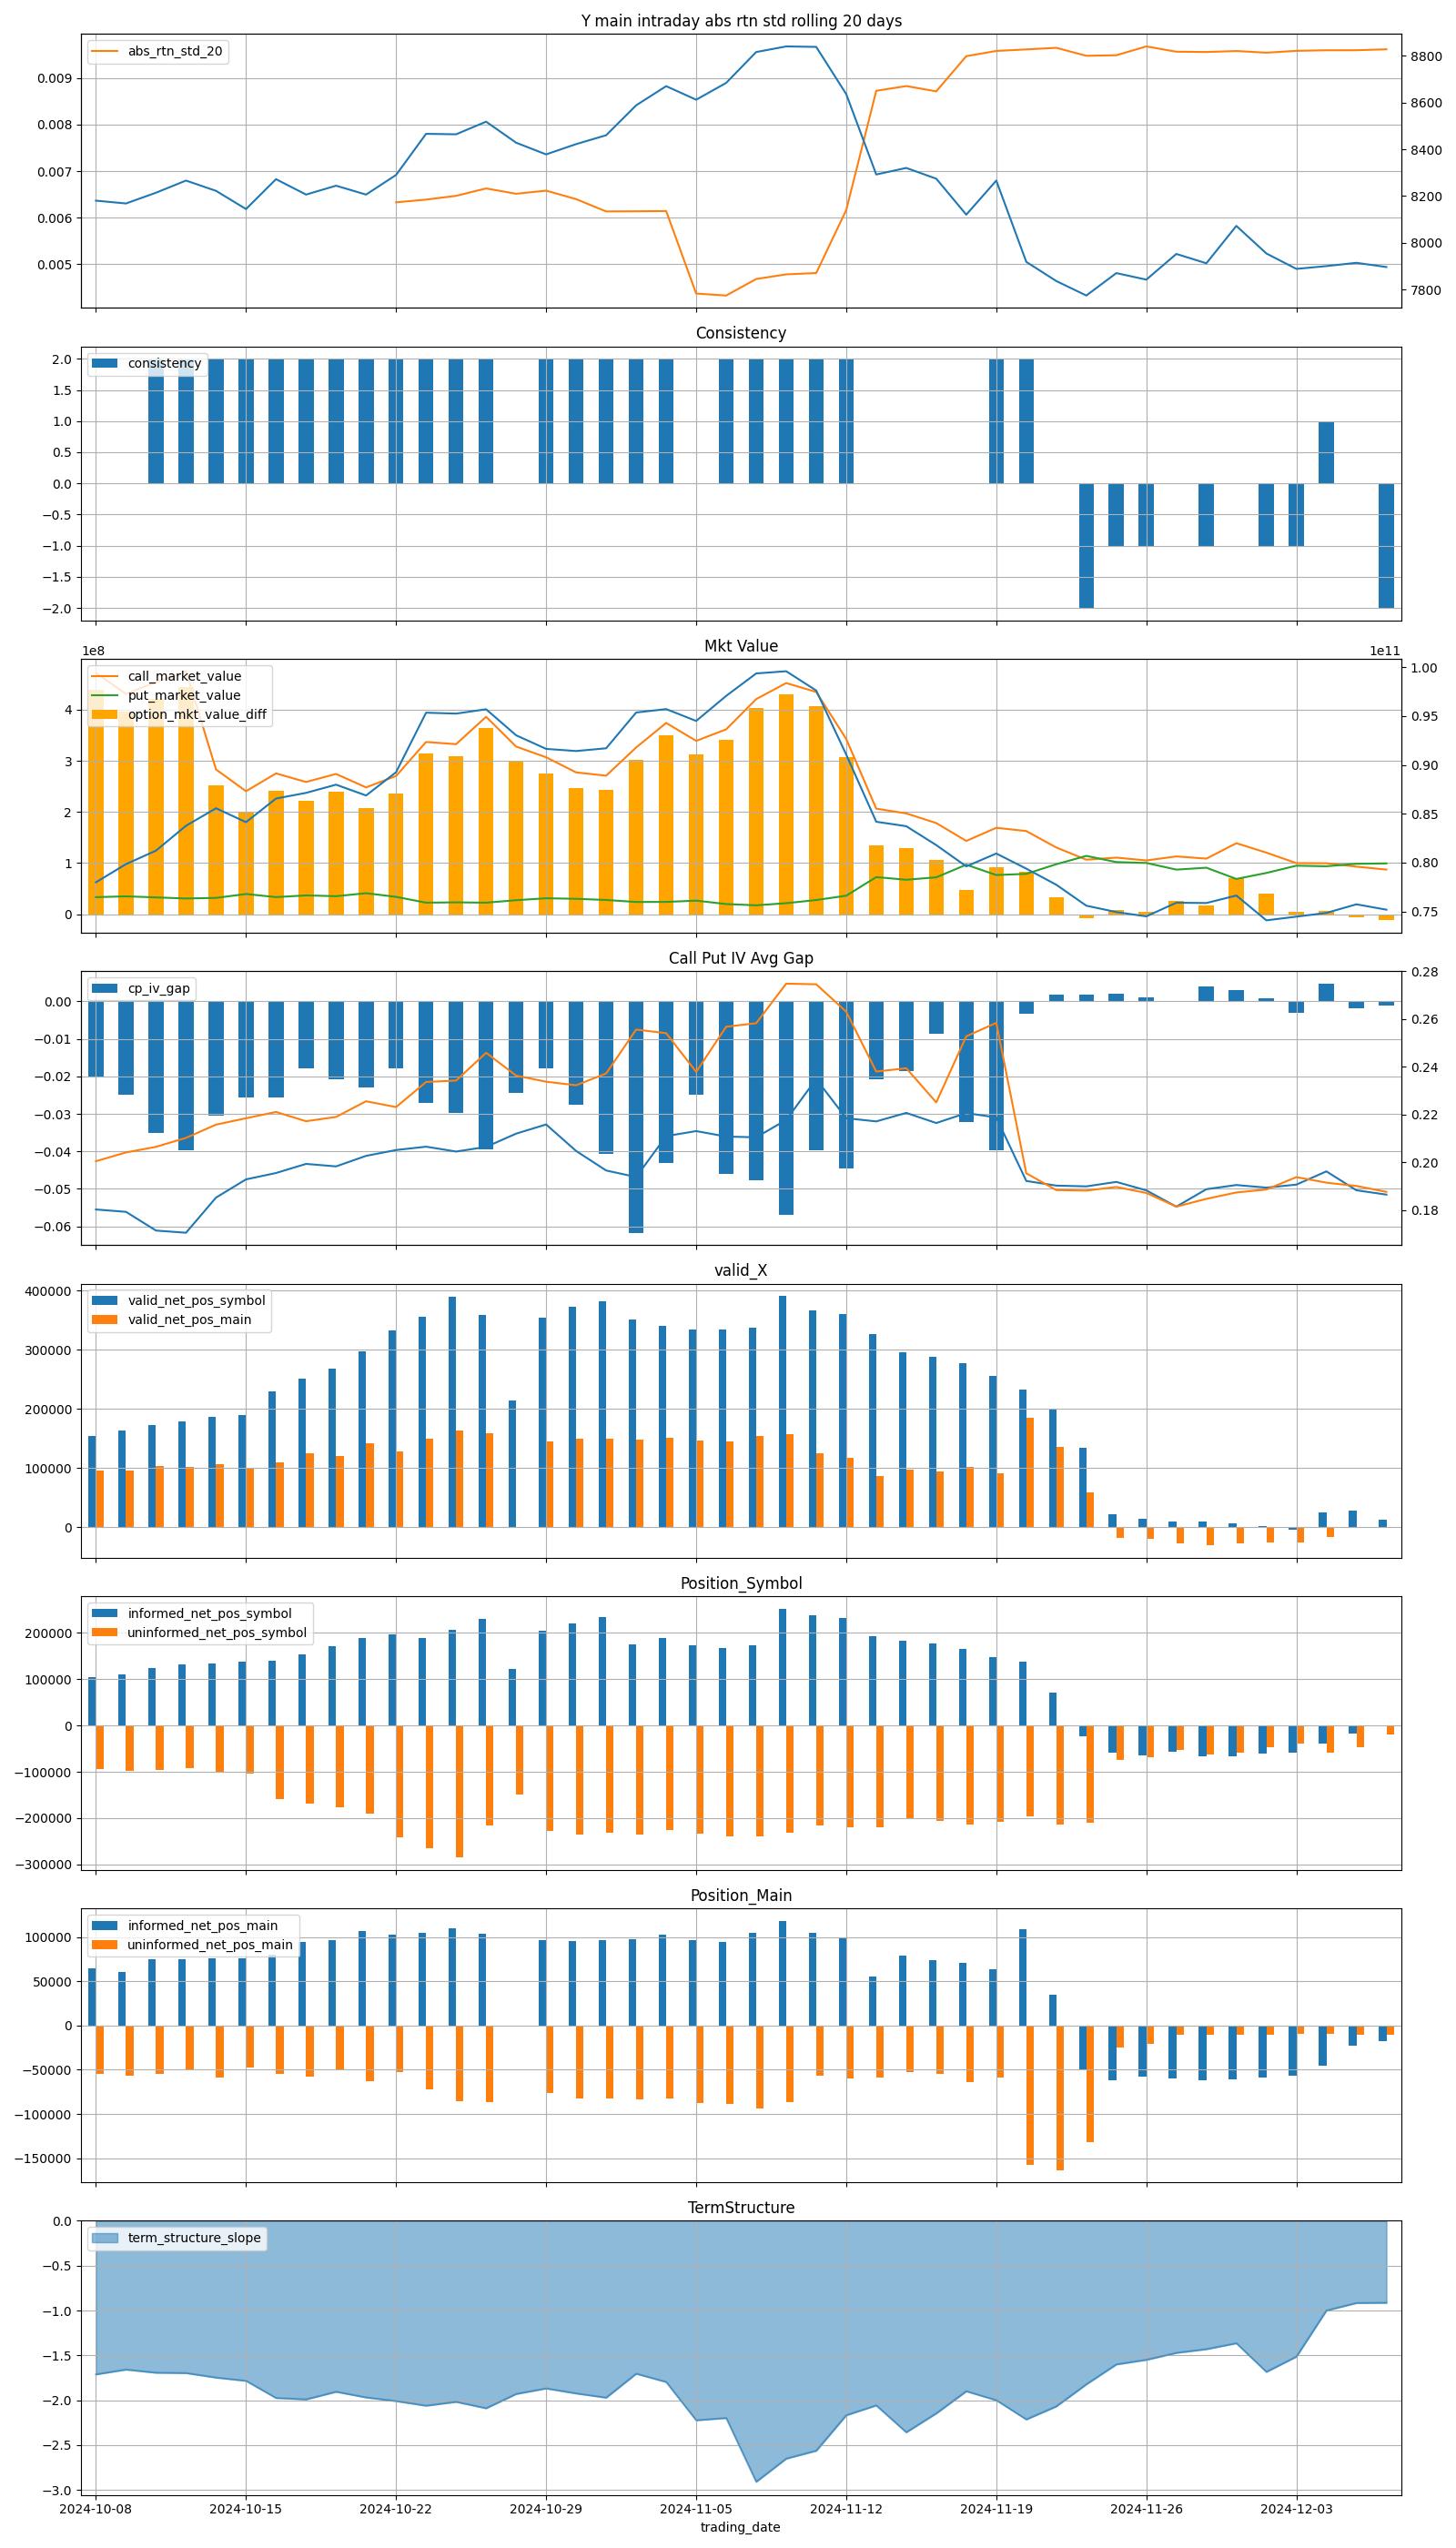 Y main intraday abs rtn std rolling 20 days
abs_rtn_std_20
0.009
0.008
0.007
0.006
0.005
8800
8600
8400
8200
8000
7800
Consistency
consistency
2.0
1.5
1.0
0.5
0.0
−0.5
−1.0
−1.5
−2.0
Mkt Value
1e8
1e11
call_market_value
put_market_value
option_mkt_value_diff
4
3
2
1
0
1.00
0.95
0.90
0.85
0.80
0.75
Call Put IV Avg Gap
cp_iv_gap
0.00
−0.01
−0.02
−0.03
−0.04
−0.05
−0.06
0.28
0.26
0.24
0.22
0.20
0.18
valid_X
valid_net_pos_symbol
valid_net_pos_main
400000
300000
200000
100000
0
Position_Symbol
informed_net_pos_symbol
uninformed_net_pos_symbol
200000
100000
0
−100000
−200000
−300000
Position_Main
informed_net_pos_main
uninformed_net_pos_main
100000
50000
0
−50000
−100000
−150000
TermStructure
term_structure_slope
0.0
−0.5
−1.0
−1.5
−2.0
−2.5
−3.0
2024-10-08 2024-10-15 2024-10-22 2024-10-29 2024-11-05 2024-11-12 2024-11-19 2024-11-26 2024-12-03
trading_date